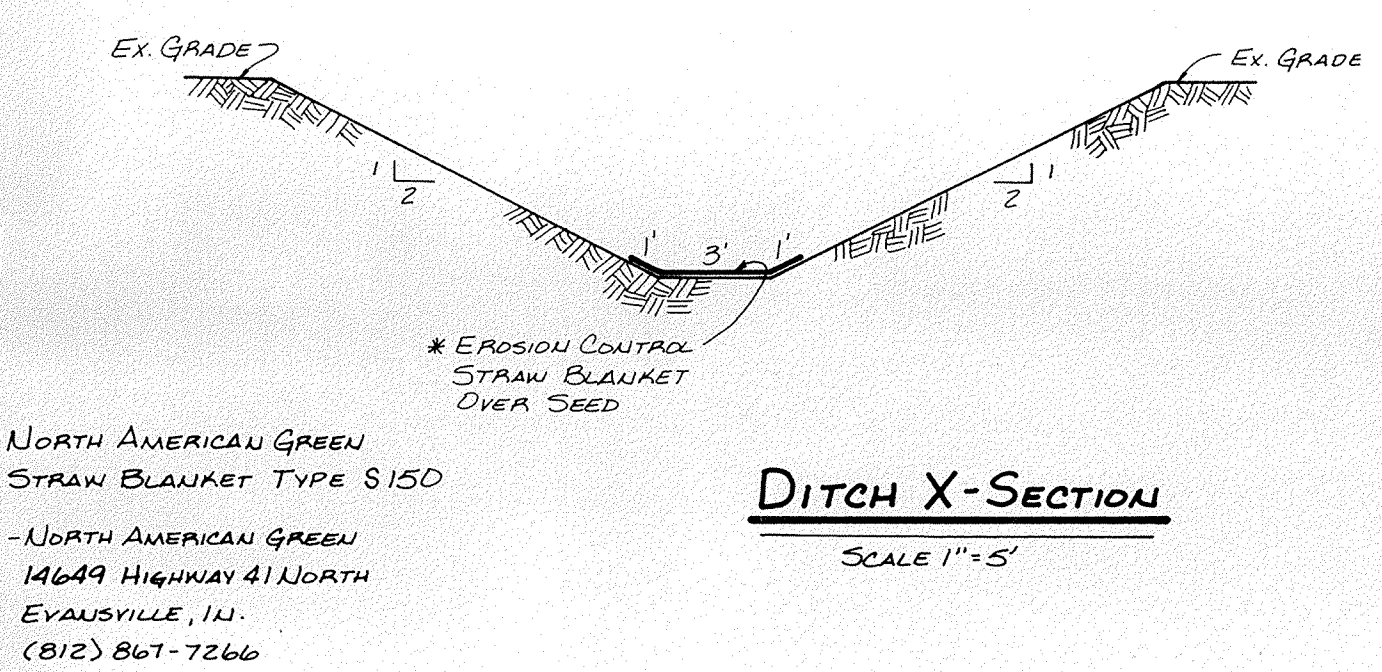 EX. GRADE
EX. GRADE
1
2
1
2
1'
3'
1'
* EROSION CONTROL
STRAW BLANKET
OVER SEED
NORTH AMERICAN GREEN
STRAW BLANKET TYPE S150
-NORTH AMERICAN GREEN
14649 HIGHWAY 41 NORTH
EVANSVILLE, IN.
(812) 867-7266
DITCH X-SECTION
SCALE 1"=5'